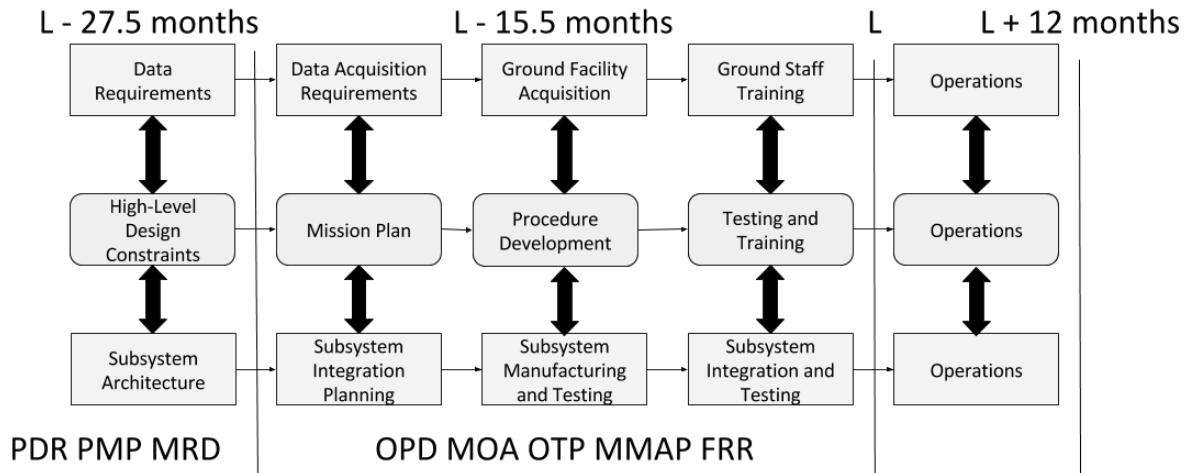 L - 27.5 months
L - 15.5 months
L
L + 12 months
Data
Requirements
Data Acquisition
Requirements
Ground Facility
Acquisition
Ground Staff
Training
Operations
High-Level
Design
Constraints
Mission Plan
Procedure
Development
Testing and
Training
Operations
Subsystem
Architecture
Subsystem
Integration
Planning
Subsystem
Manufacturing
and Testing
Subsystem
Integration and
Testing
Operations
PDR PMP MRD
OPD MOA OTP MMAP FRR